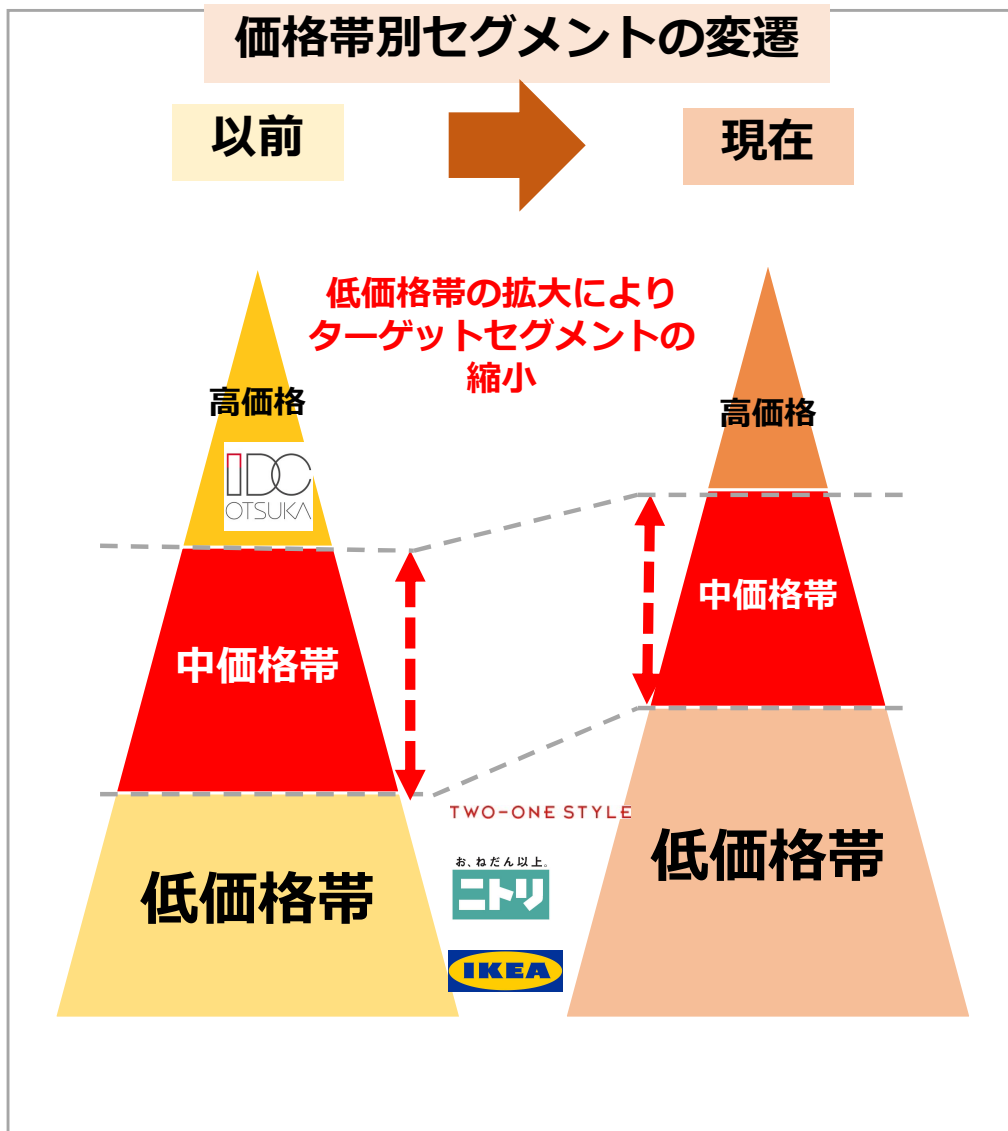 価格帯別セグメントの変遷
以前
現在
低価格帯の拡大により
ターゲットセグメントの
縮小
高価格
IDC
OTSUKA
中価格帯
低価格帯
高価格
中価格帯
低価格帯
TWO-ONE STYLE
お、ねだん以上。
ニトリ
IKEA